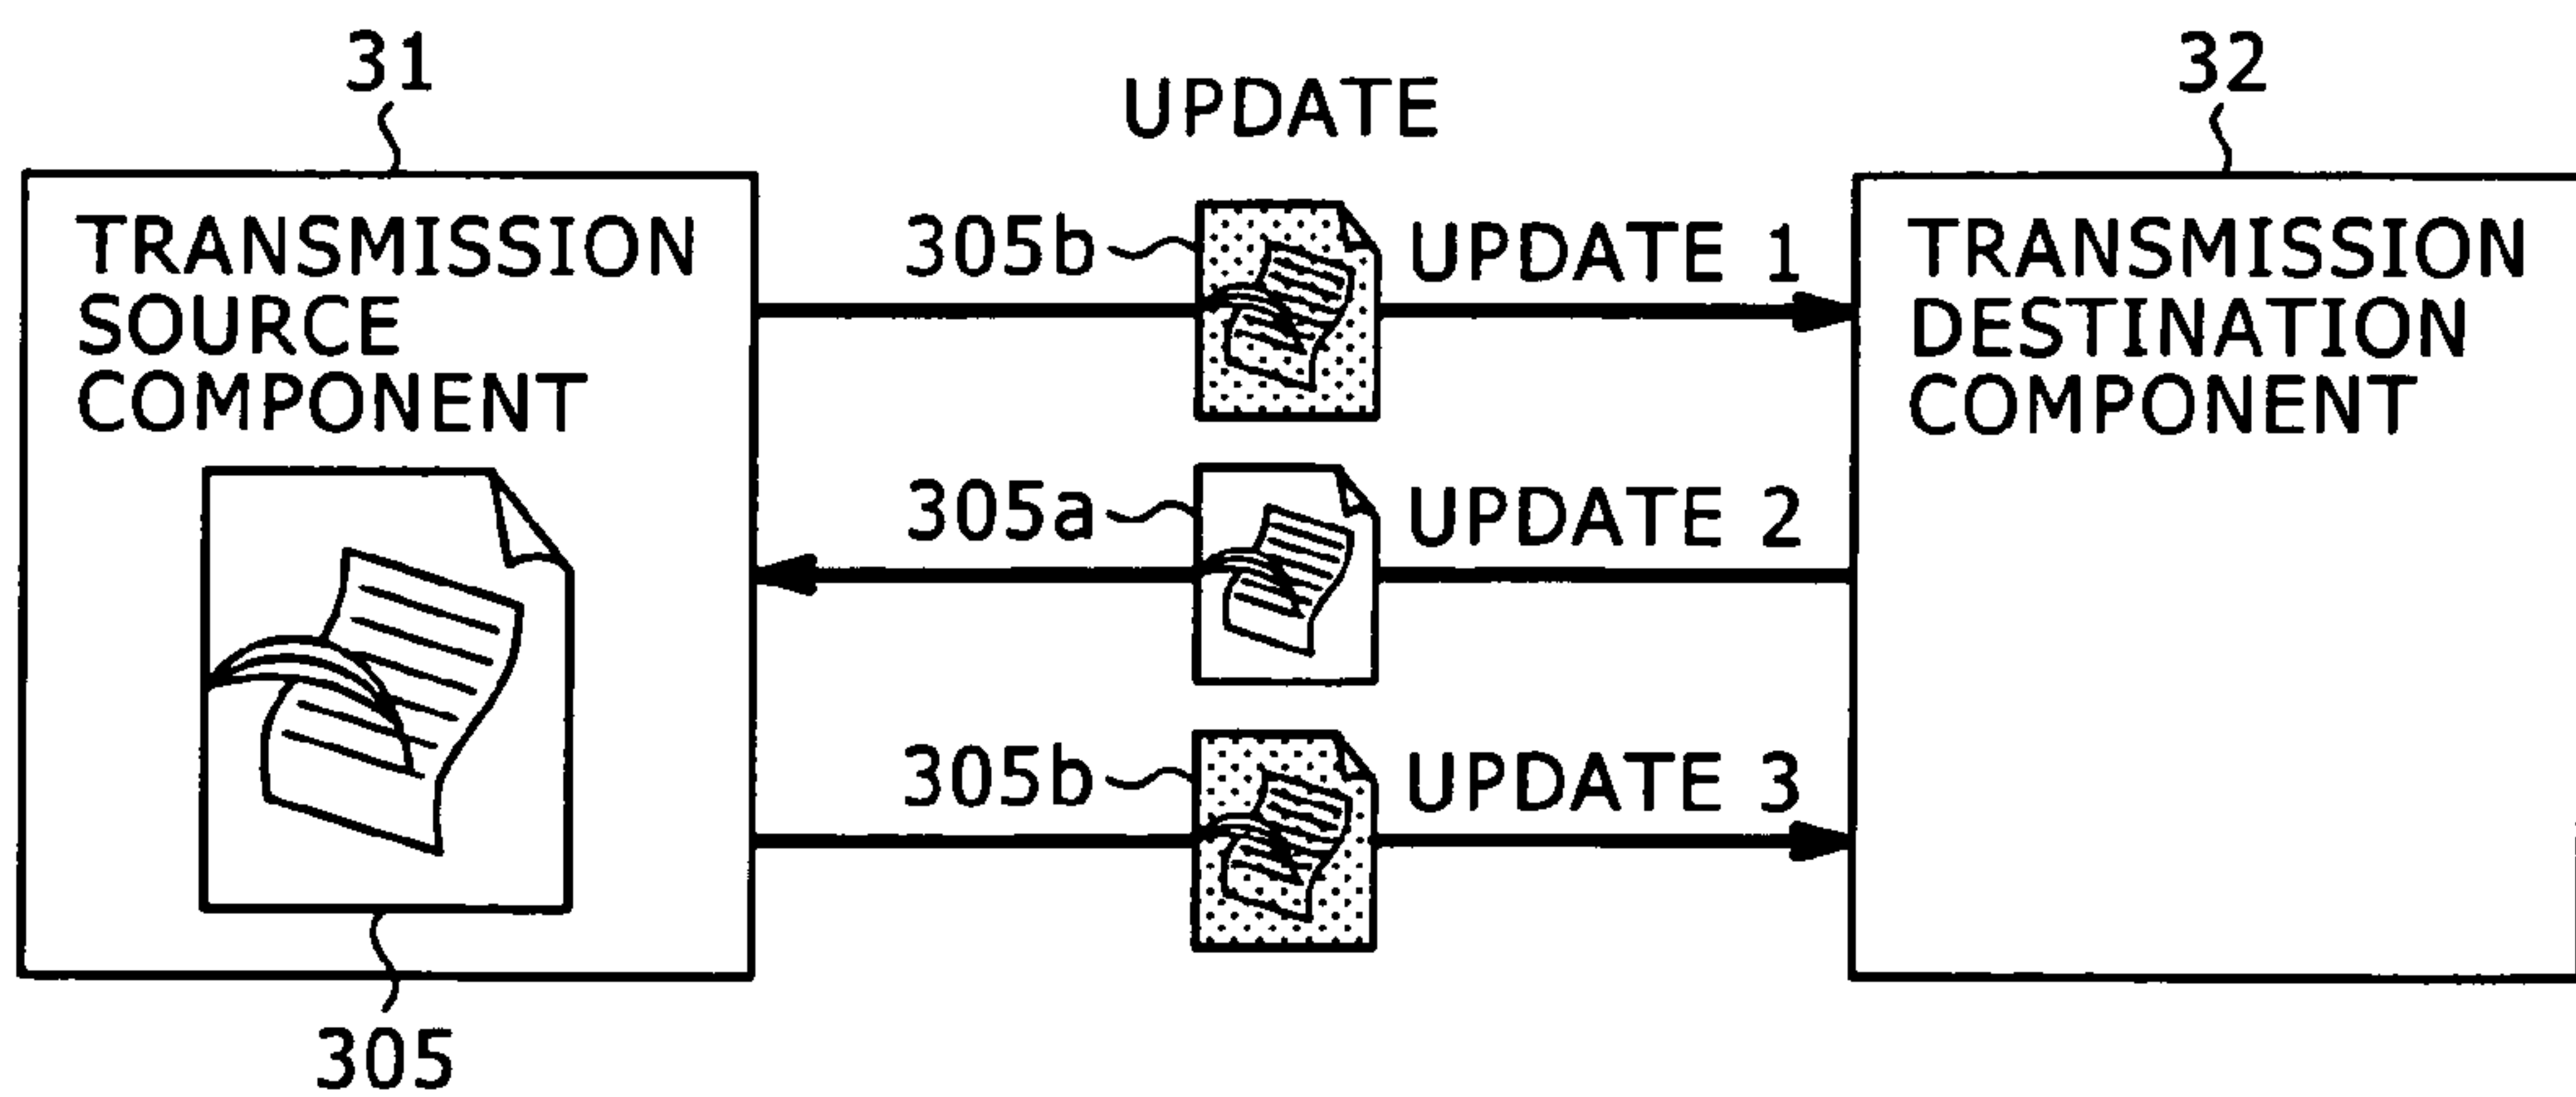 31
UPDATE
32
TRANSMISSION
SOURCE
COMPONENT
305b
UPDATE 1
305a
UPDATE 2
305b
UPDATE 3
TRANSMISSION
DESTINATION
COMPONENT
305